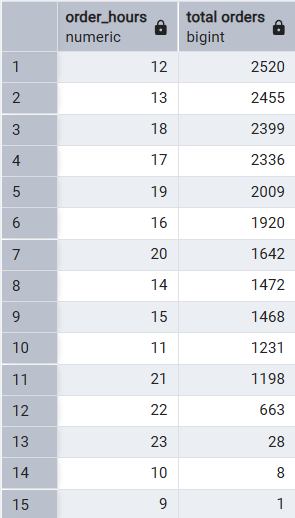 order_hours total orders
numeric bigint
1 12 2520
2 13 2455
3 18 2399
4 17 2336
5 19 2009
6 16 1920
7 20 1642
8 14 1472
9 15 1468
10 11 1231
11 21 1198
12 22 663
13 23 28
14 10 8
15 9 1